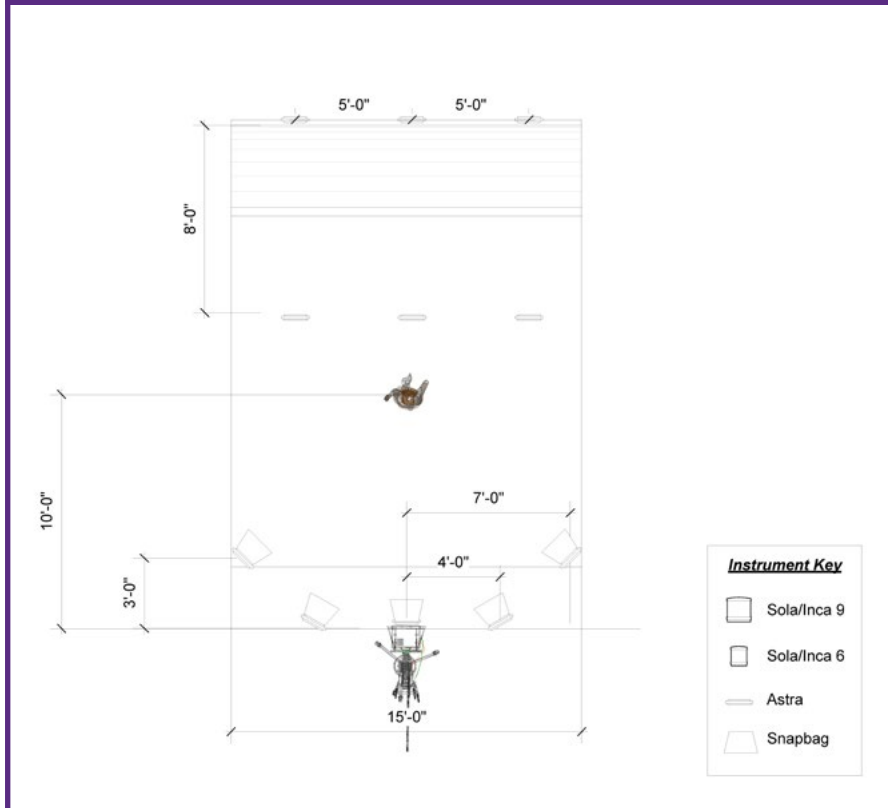 5'-0" 5'-0"
8'-0"
10'-0"
7'-0"
4'-0"
3'-0"
15'-0"
Instrument Key
Sola/Inca 9
Sola/Inca 6
Astra
Snapbag